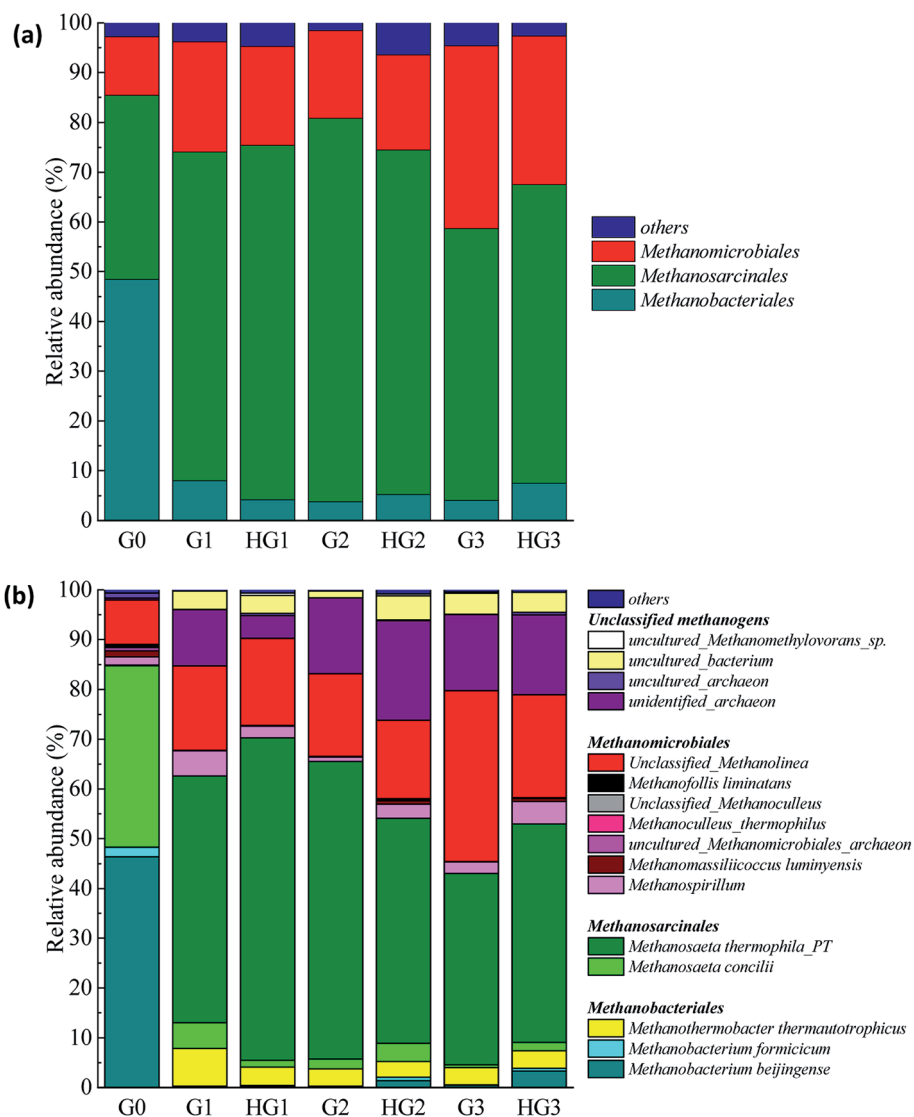 (a)
Relative abundance (%)
100
90
80
70
60
50
40
30
20
10
0
G0 G1 HG1 G2 HG2 G3 HG3
others
Methanomicrobiales
Methanosarcinales
Methanobacteriales
(b)
Relative abundance (%)
100
90
80
70
60
50
40
30
20
10
0
G0 G1 HG1 G2 HG2 G3 HG3
others
Unclassified methanogens
uncultured_Methanomethylovorans_sp.
uncultured_bacterium
uncultured_archaeon
unidentified_archaeon
Methanomicrobiales
Unclassified_Methanolinea
Methanofollis liminatans
Unclassified_Methanoculleus
Methanoculleus_thermophilus
uncultured_Methanomicrobiales_archaeon
Methanomassiliicoccus luminyensis
Methanospirillum
Methanosarcinales
Methanosaeta thermophila_PT
Methanosaeta concilii
Methanobacteriales
Methanothermobacter thermautotrophicus
Methanobacterium formicicum
Methanobacterium beijingense